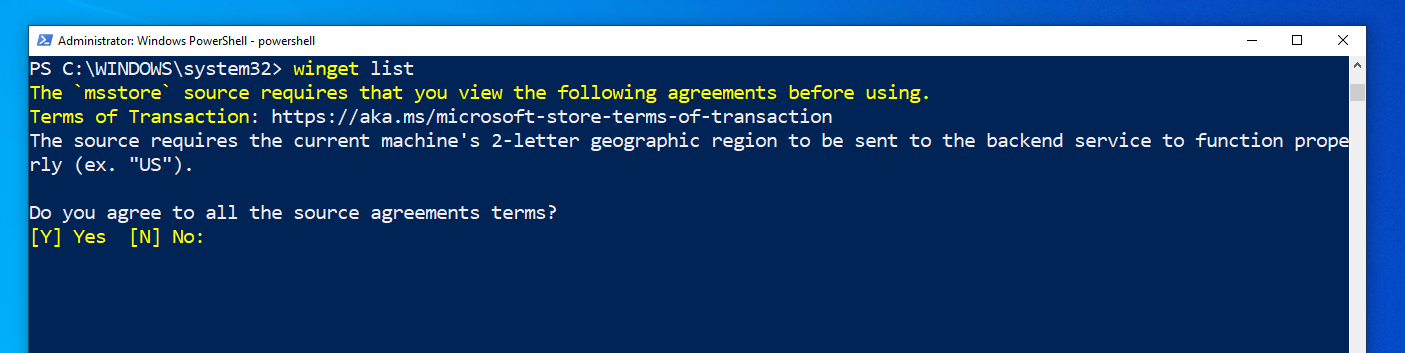 Administrator: Windows PowerShell - powershell
PS C:\WINDOWS\system32> winget list
The `msstore` source requires that you view the following agreements before using.
Terms of Transaction: https://aka.ms/microsoft-store-terms-of-transaction
The source requires the current machine's 2-letter geographic region to be sent to the backend service to function prope
rly (ex. "US").
Do you agree to all the source agreements terms?
[Y] Yes  [N] No: